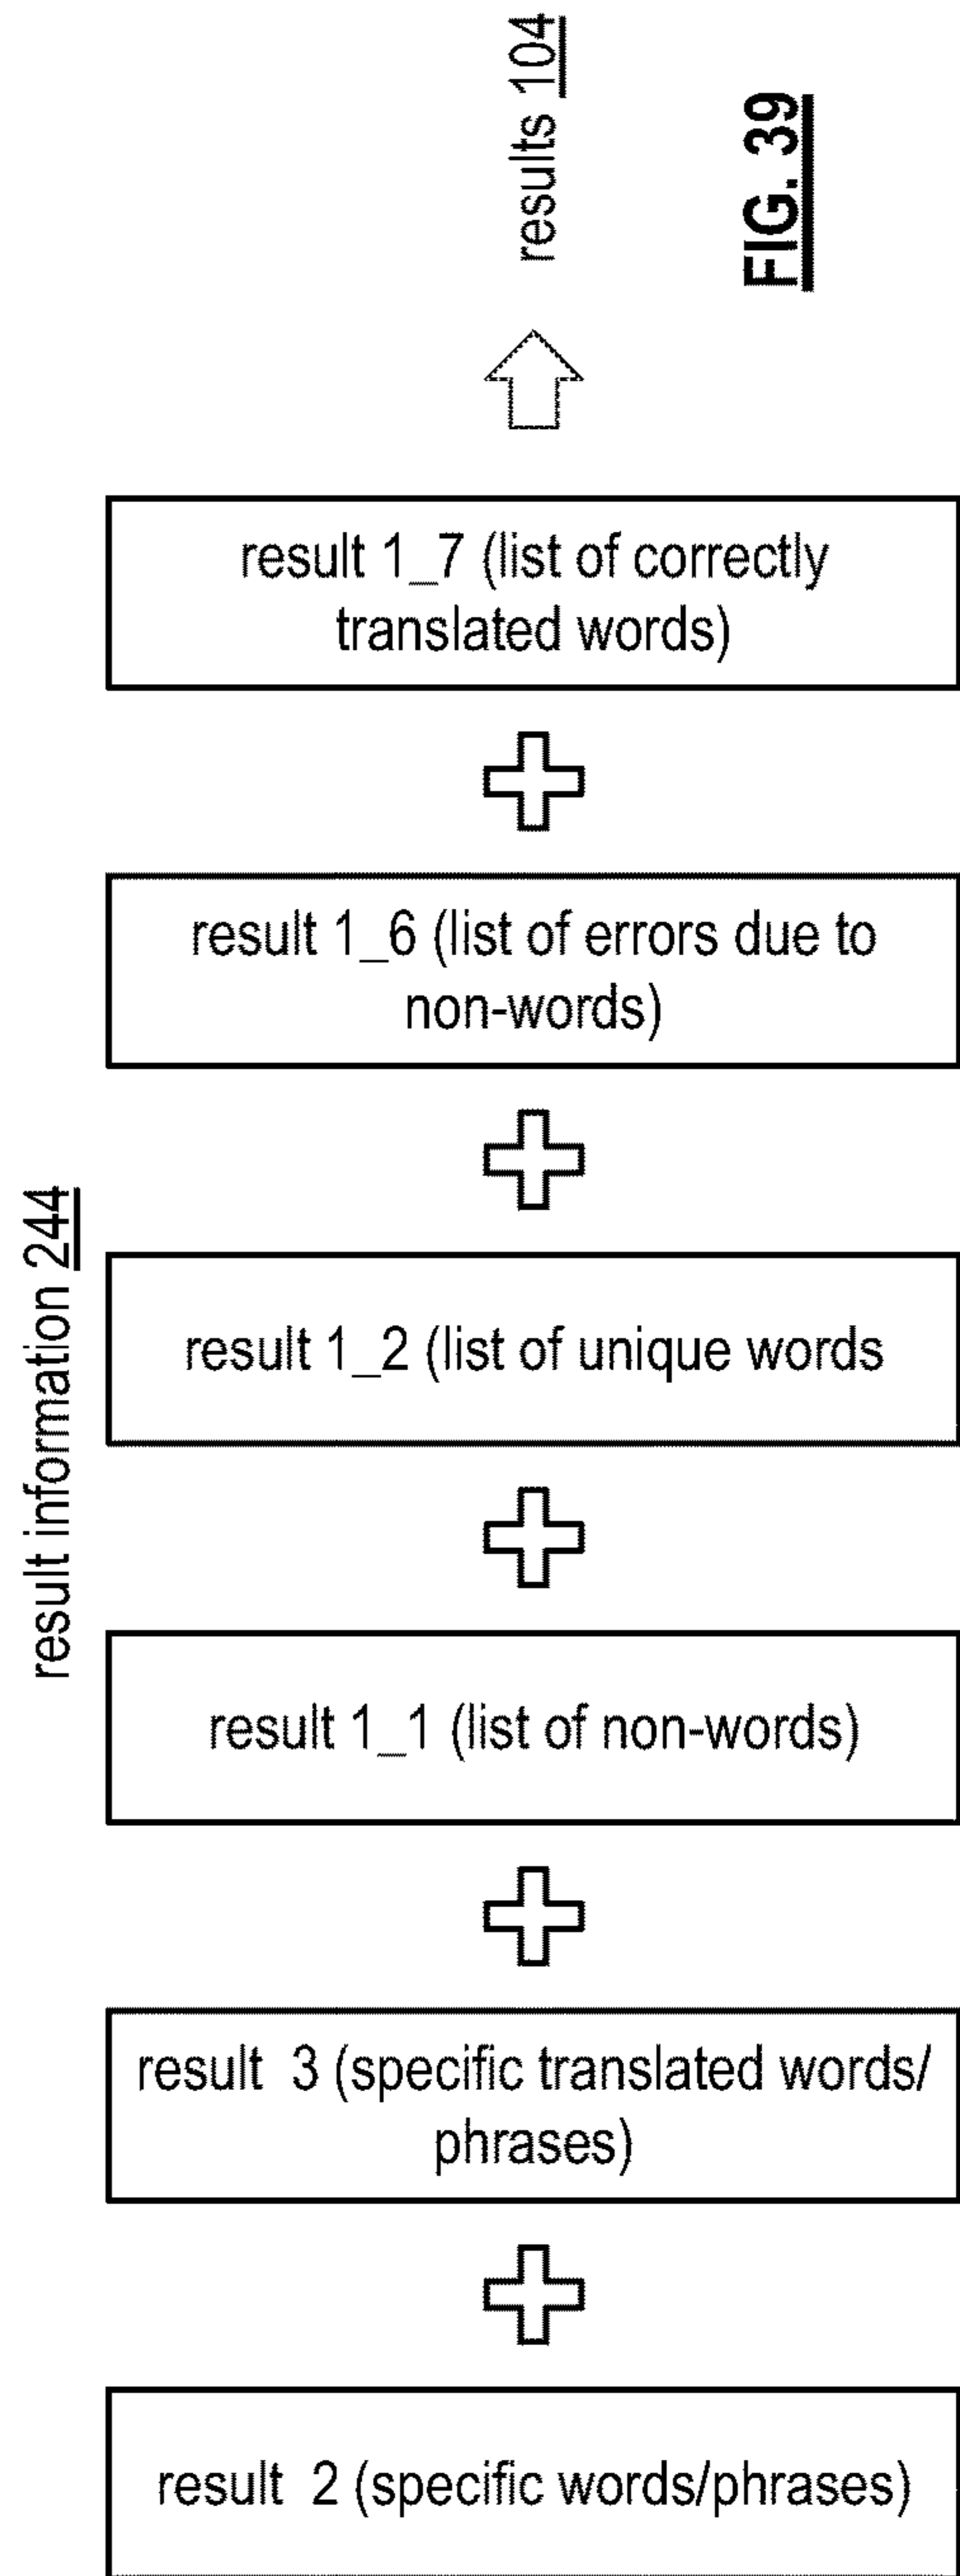 results 104
FIG. 39
result 1_7 (list of correctly
translated words)
result 1_6 (list of errors due to
non-words)
result information 244
result 1_2 (list of unique words
result 1_1 (list of non-words)
result 3 (specific translated words/
phrases)
result 2 (specific words/phrases)